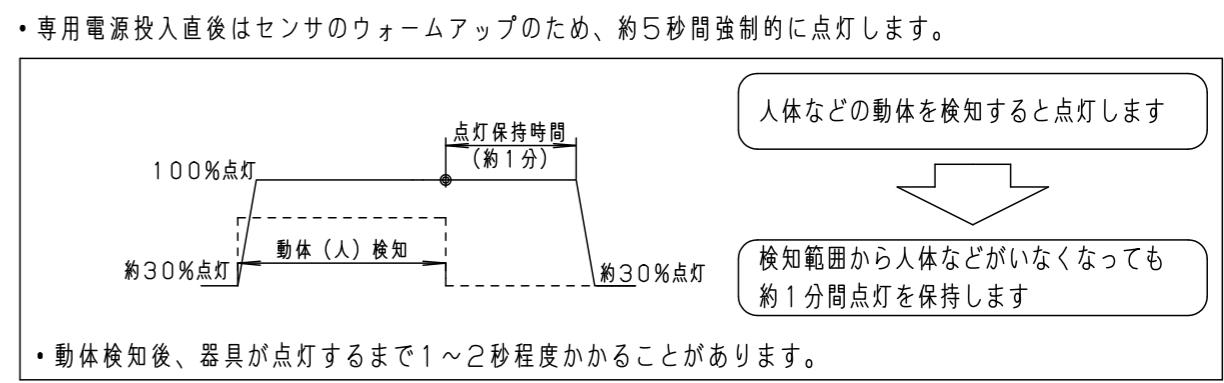 ・専用電源投入直後はセンサのウォームアップのため、約5秒間強制的に点灯します。
点灯保持時間
(約1分)
100%点灯
動体(人)検知
約30%点灯
約30%点灯
人体などの動体を検知すると点灯します
検知範囲から人体などがいなくなっても
約1分間点灯を保持します
・動体検知後、器具が点灯するまで1~2秒程度かかることがあります。